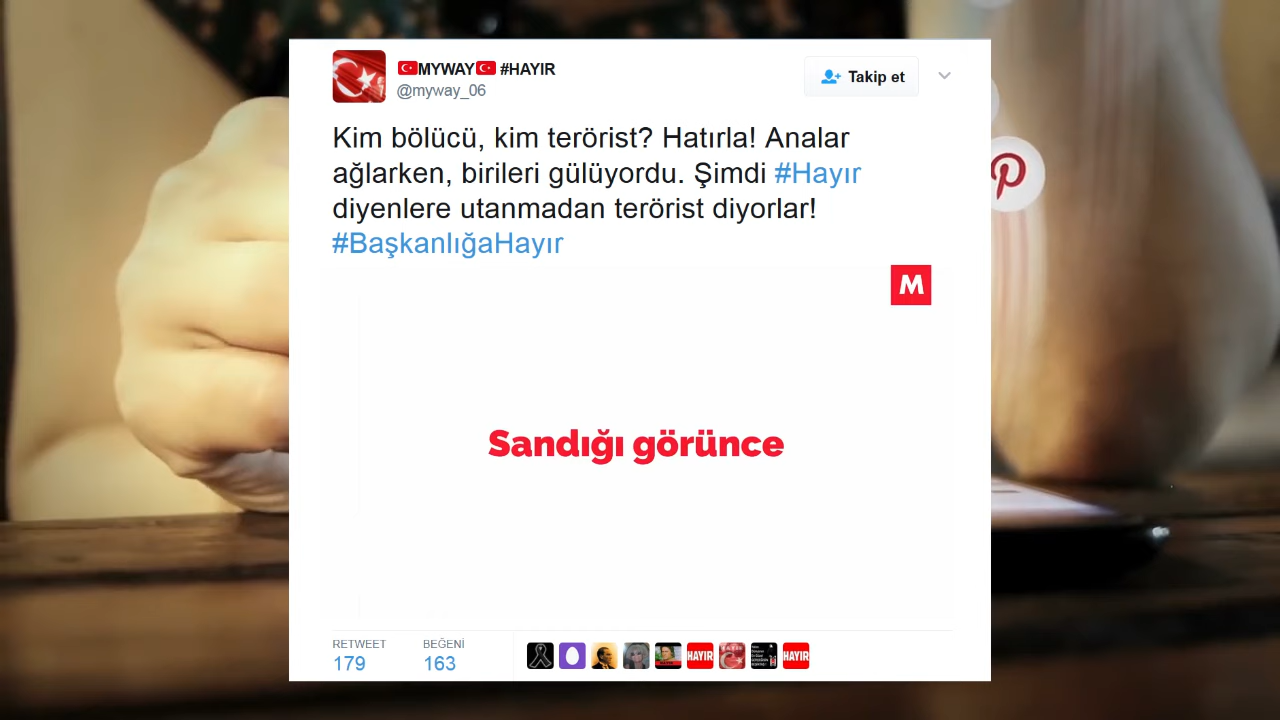 MYWAY #HAYIR
@myway_06
Takip et
Kim bölücü, kim terörist? Hatırla! Analar
ağlarken, birileri gülüyordu. Şimdi #Hayır
diyenlere utanmadan terörist diyorlar!
#BaşkanlığaHayır
M
Sandığı görünce
RETWEET
179
BEĞENİ
163
HAYIR
HAYIR